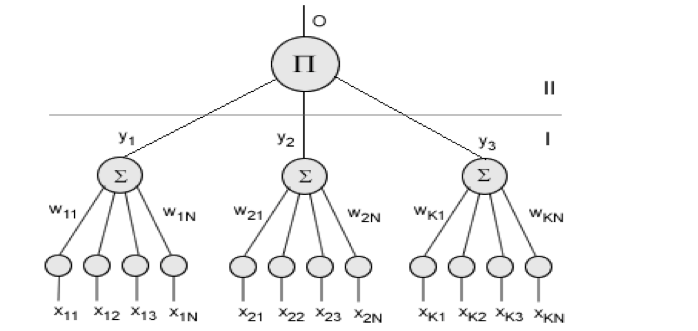 O
Π
II
y1 y2 y3 I
Σ Σ Σ
w11 w1N w21 w2N wK1 wKN
x11 x12 x13 x1N x21 x22 x23 x2N xK1 xK2 xK3 xKN